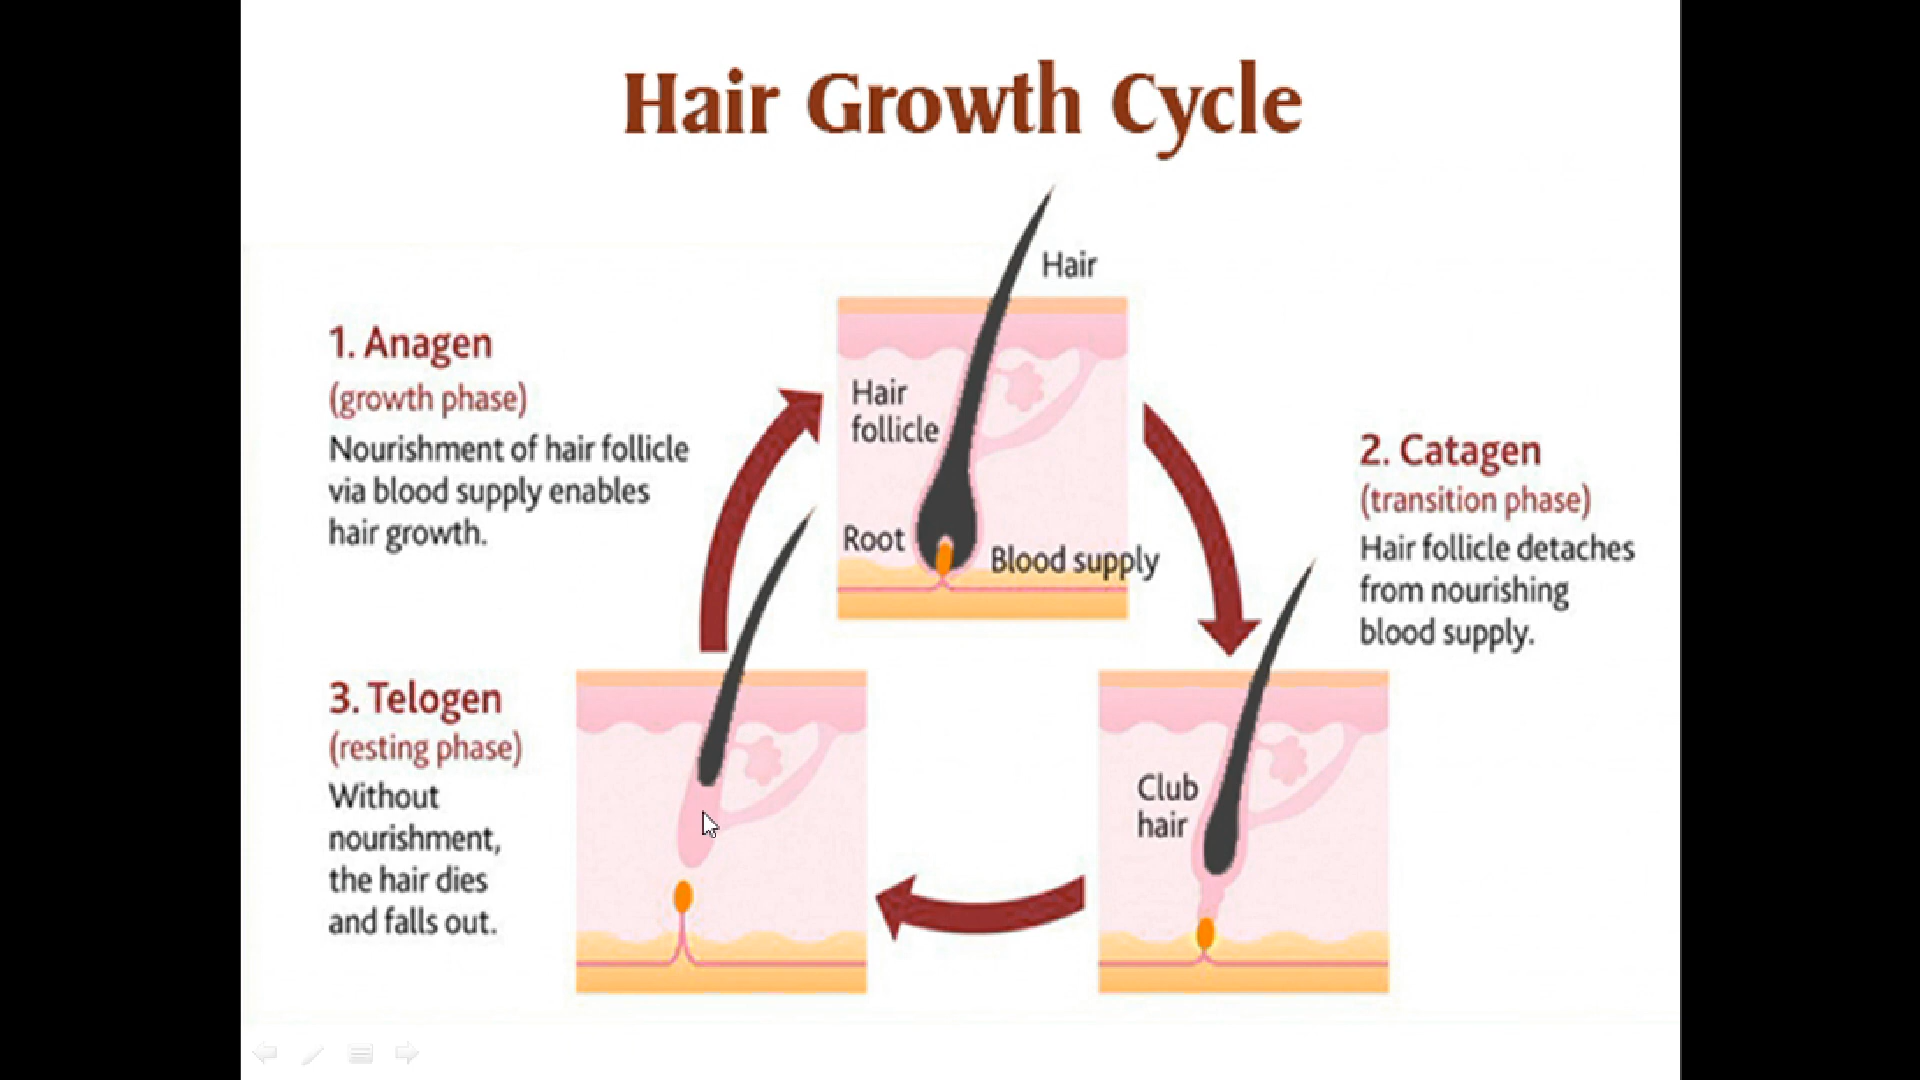 Hair Growth Cycle
Hair
1. Anagen
(growth phase)
Nourishment of hair follicle
via blood supply enables
hair growth.
Hair
follicle
Root
Blood supply
2. Catagen
(transition phase)
Hair follicle detaches
from nourishing
blood supply.
Club
hair
3. Telogen
(resting phase)
Without
nourishment,
the hair dies
and falls out.